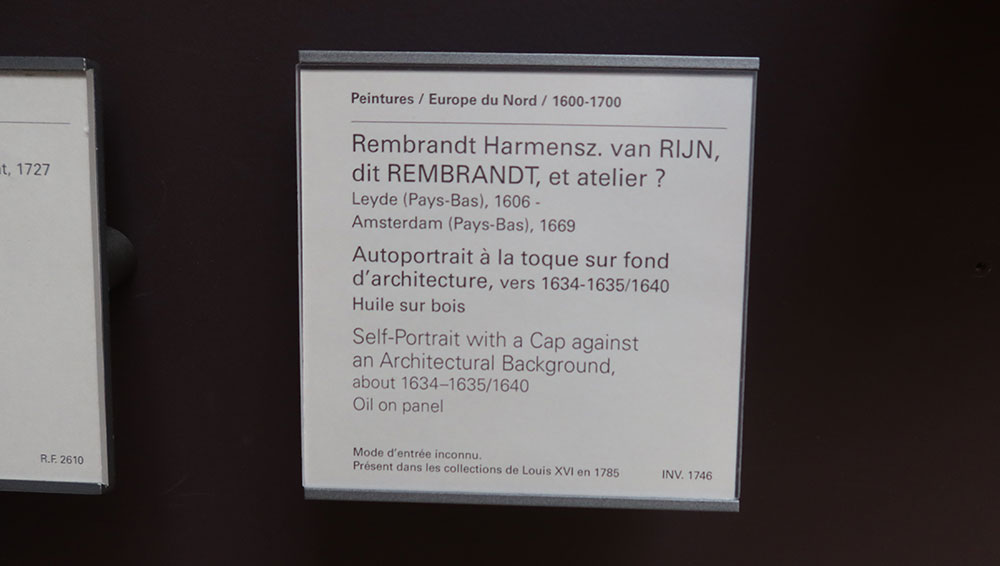 t, 1727
R.F. 2610
Peintures / Europe du Nord / 1600-1700
Rembrandt Harmensz. van RIJN,
dit REMBRANDT, et atelier ?
Leyde (Pays-Bas), 1606 -
Amsterdam (Pays-Bas), 1669
Autoportrait à la toque sur fond
d'architecture, vers 1634-1635/1640
Huile sur bois
Self-Portrait with a Cap against
an Architectural Background,
about 1634–1635/1640
Oil on panel
Mode d'entrée inconnu.
Présent dans les collections de Louis XVI en 1785
INV. 1746